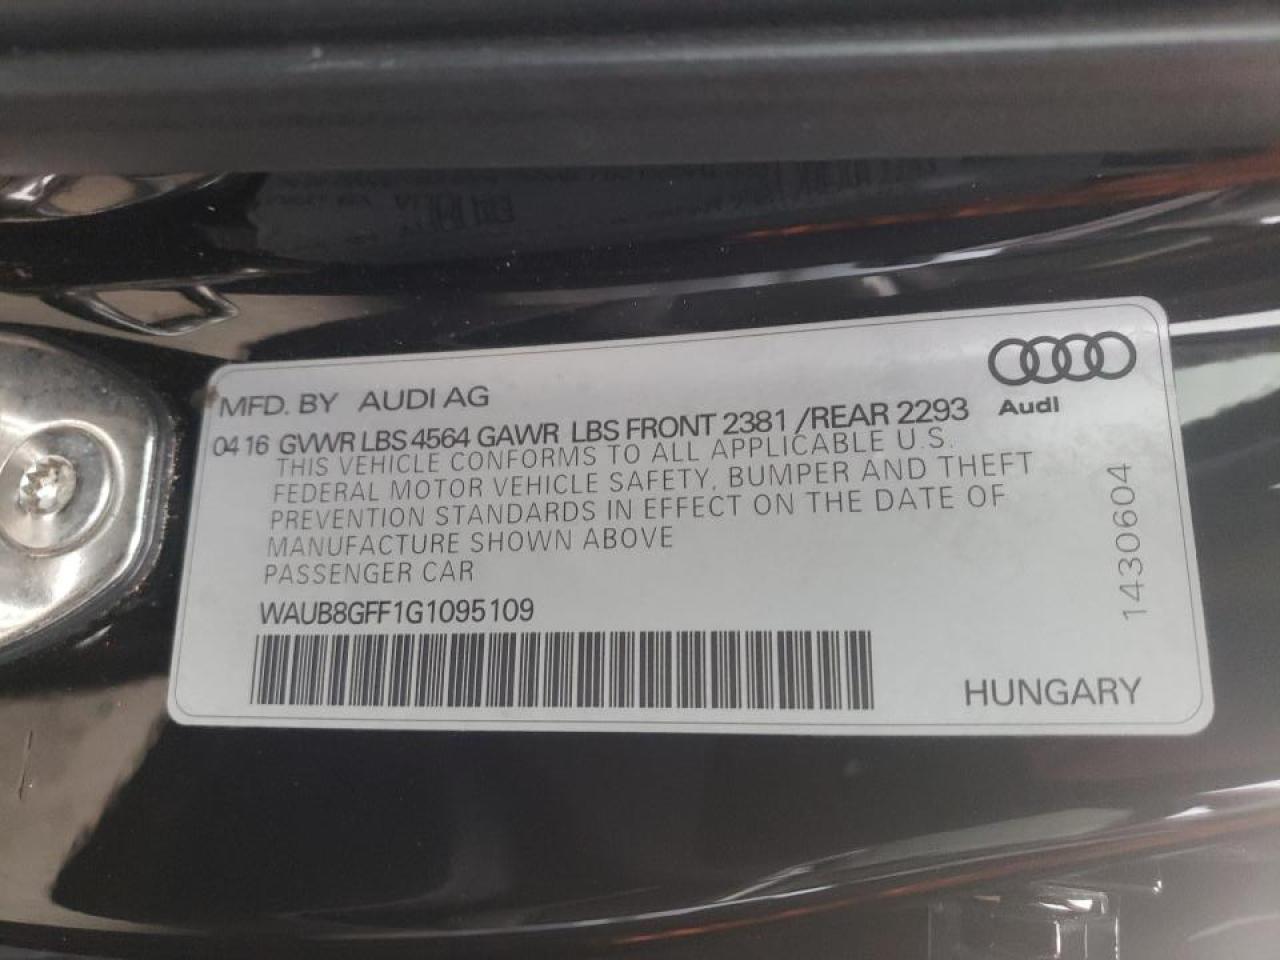 MFD. BY AUDI AG
Audi
04 16 GVWR LBS 4564 GAWR LBS FRONT 2381 /REAR 2293
THIS VEHICLE CONFORMS TO ALL APPLICABLE U.S.
FEDERAL MOTOR VEHICLE SAFETY, BUMPER AND THEFT
PREVENTION STANDARDS IN EFFECT ON THE DATE OF
MANUFACTURE SHOWN ABOVE
PASSENGER CAR
WAUB8GFF1G1095109
1430604
HUNGARY